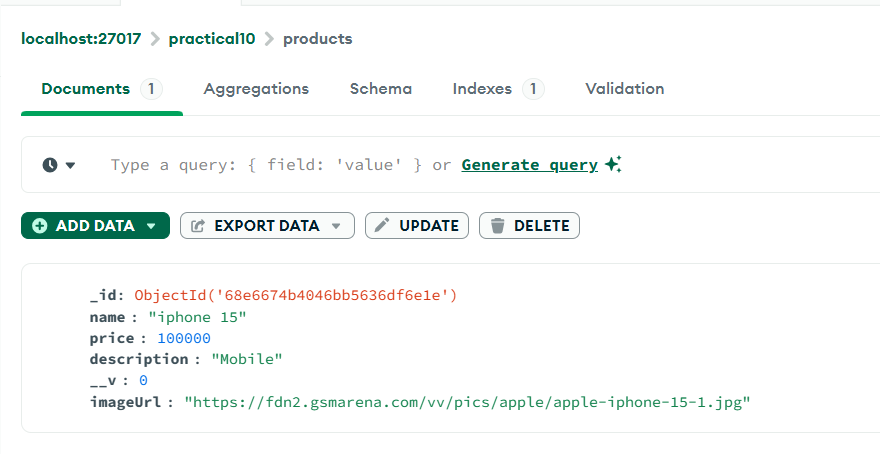 localhost:27017 > practical10 > products
Documents 1 Aggregations Schema Indexes 1 Validation
Type a query: { field: 'value' } or Generate query
ADD DATA EXPORT DATA UPDATE DELETE
_id: ObjectId('68e6674b4046bb5636df6e1e')
name : "iphone 15"
price : 100000
description : "Mobile"
__v : 0
imageUrl : "https://fdn2.gsmarena.com/vv/pics/apple/apple-iphone-15-1.jpg"